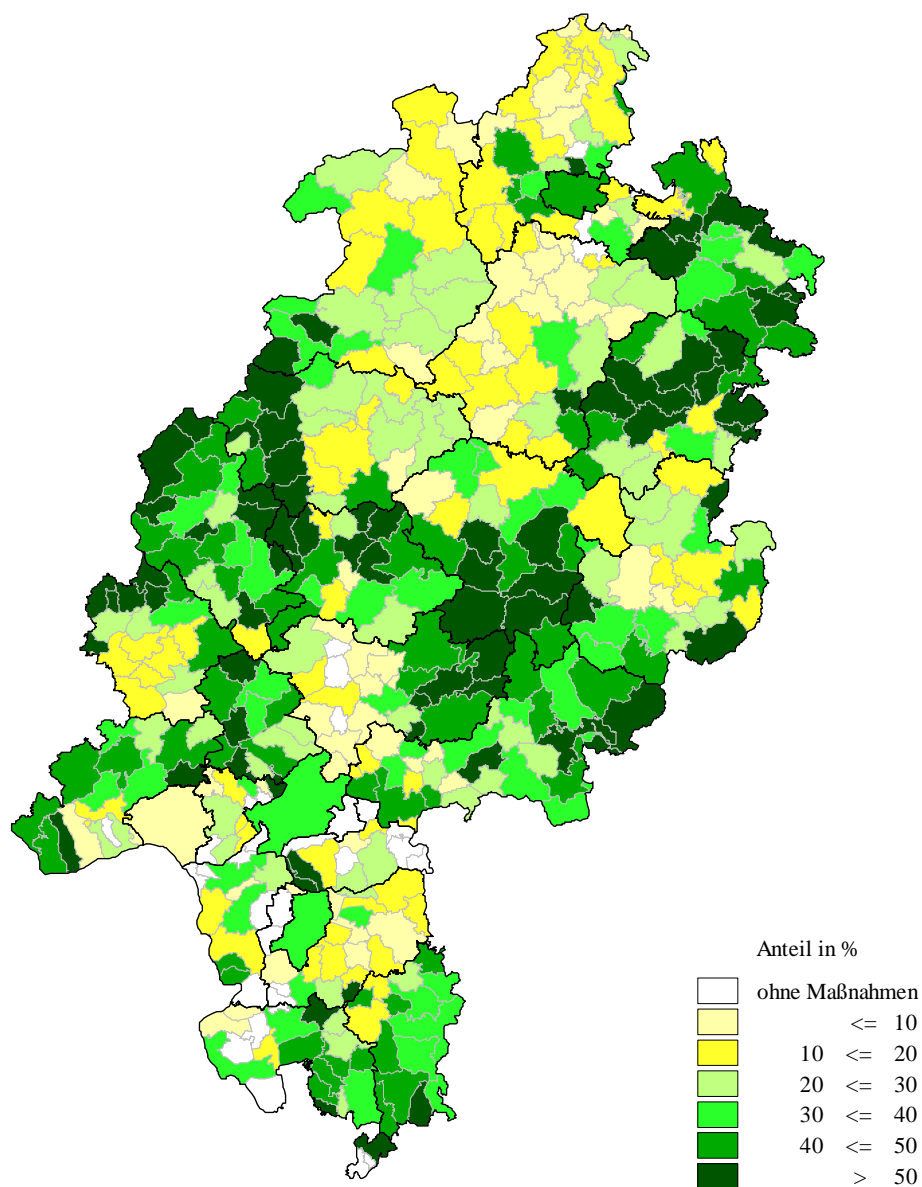 Anteil in %
ohne Maßnahmen
<= 10
10 <= 20
20 <= 30
30 <= 40
40 <= 50
> 50